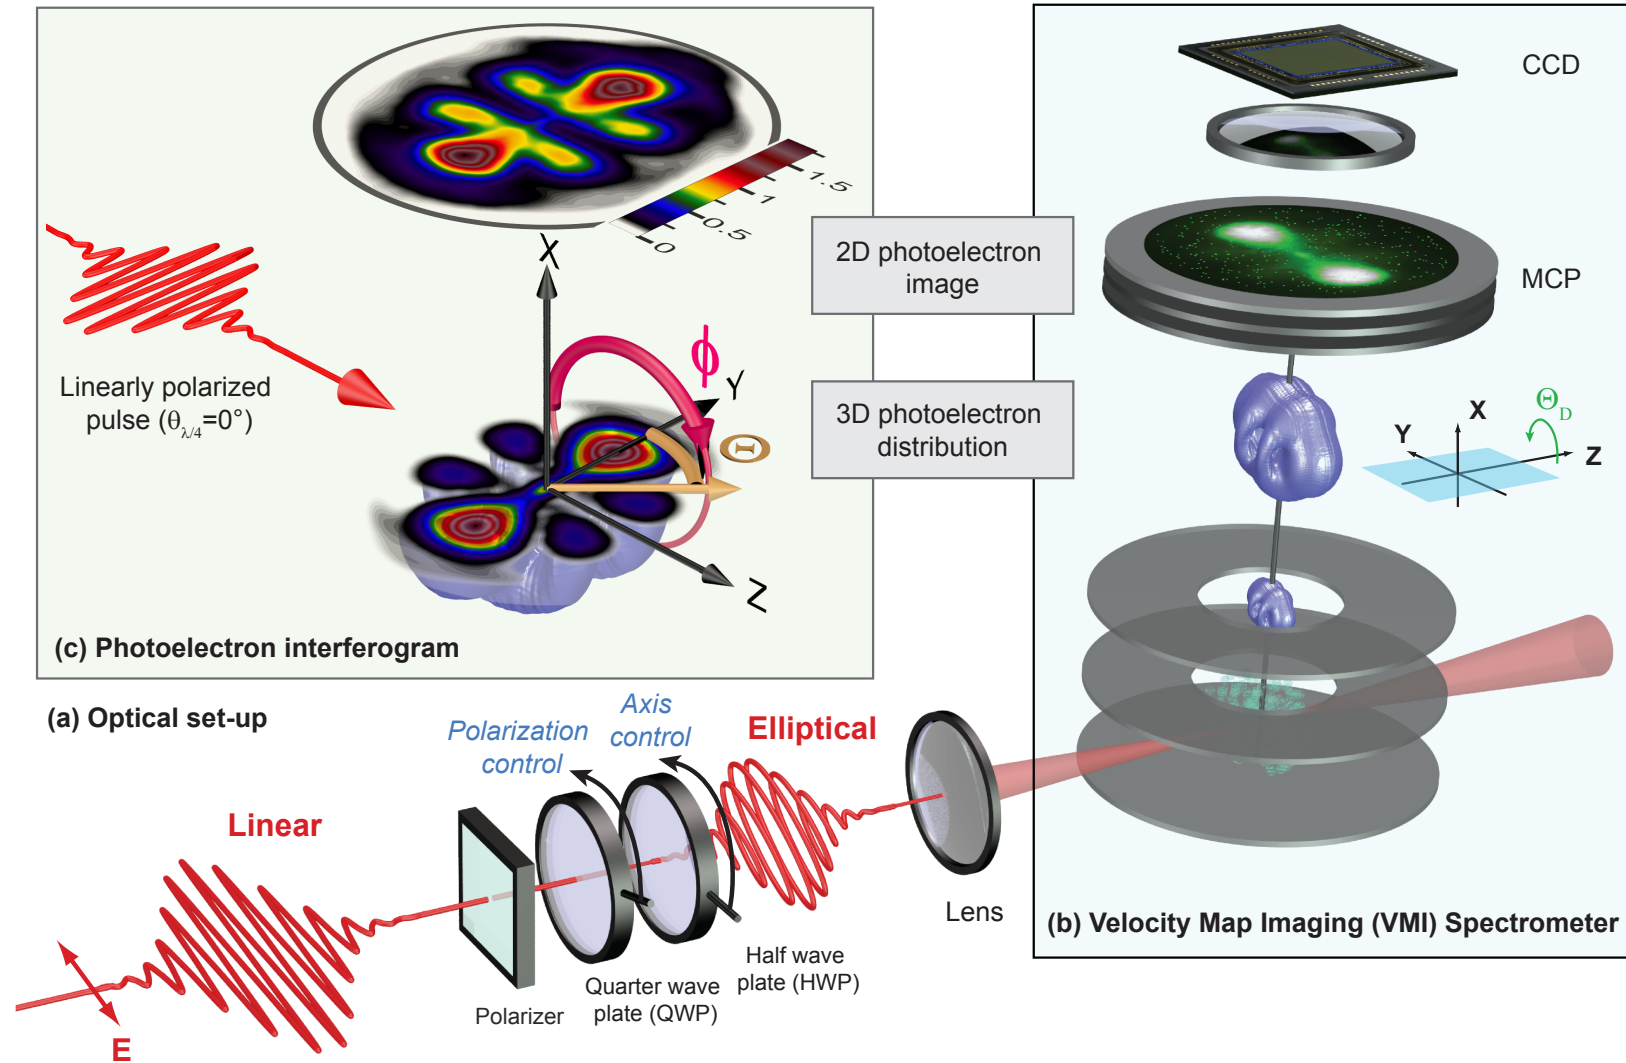 CCD
MCP
2D photoelectron
image
3D photoelectron
distribution
X
Y
Z
Θ_D
(b) Velocity Map Imaging (VMI) Spectrometer
0
0.5
1
1.5
X
Y
Z
ϕ
Θ
Linearly polarized
pulse (θ_λ/4=0°)
(c) Photoelectron interferogram
(a) Optical set-up
Polarization
control
Axis
control
Elliptical
Linear
E
Polarizer
Quarter wave
plate (QWP)
Half wave
plate (HWP)
Lens